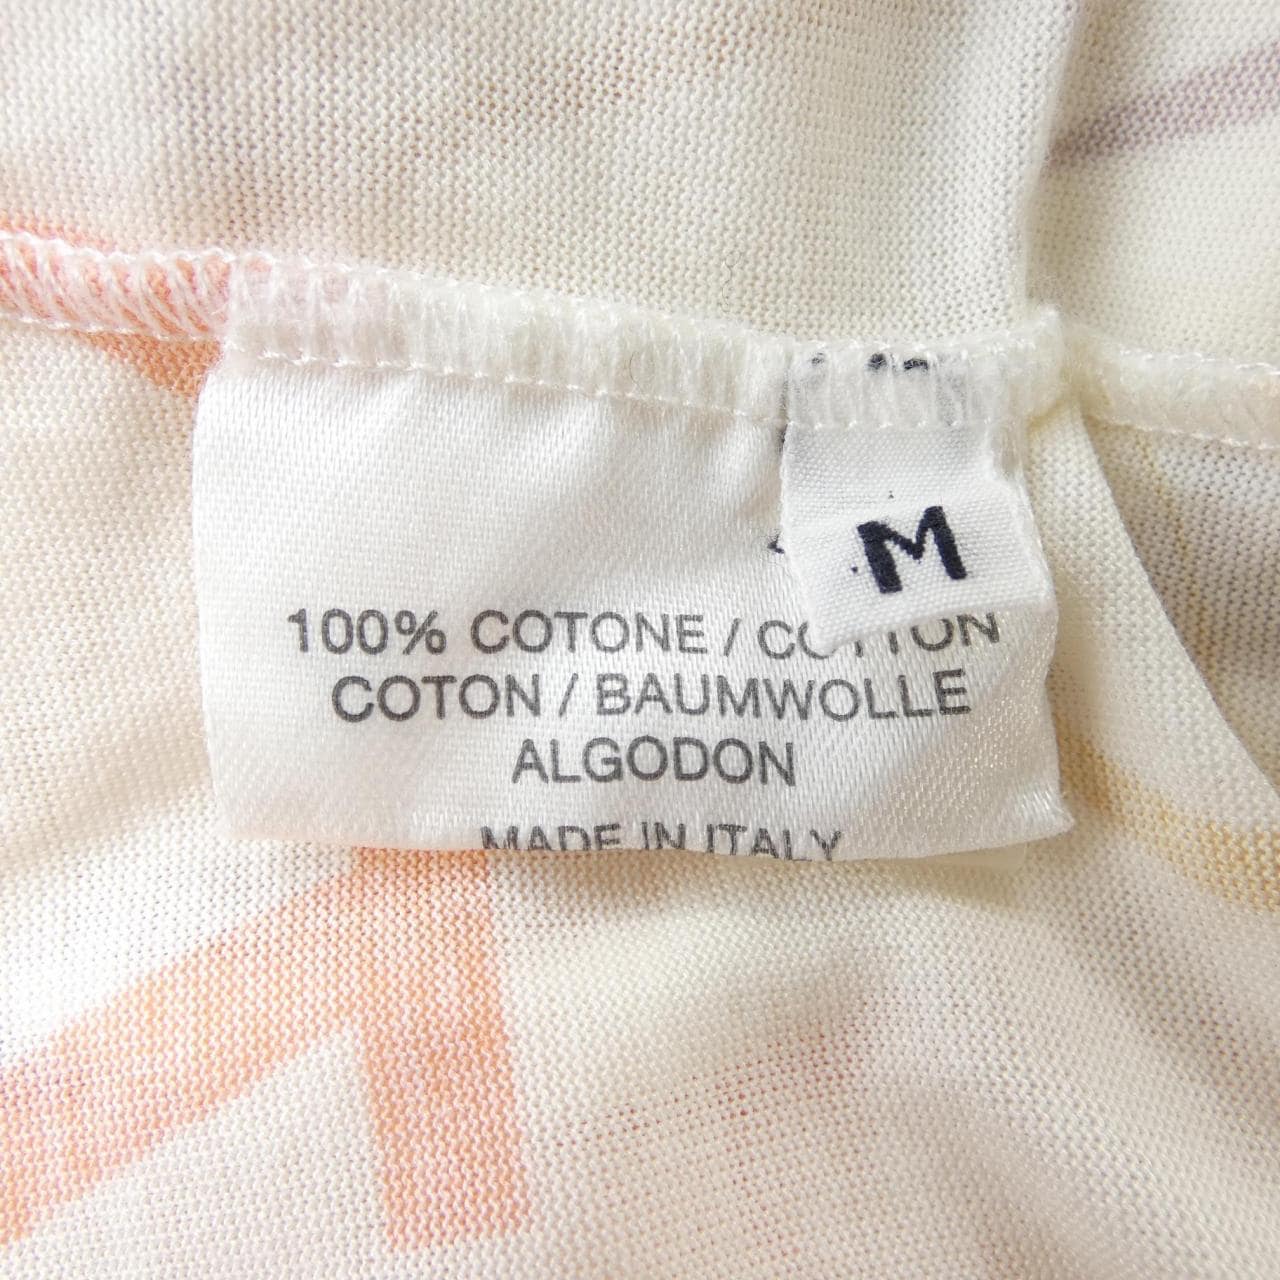 M
100% COTONE / COTTON
COTON / BAUMWOLLE
ALGODON
MADE IN ITALY